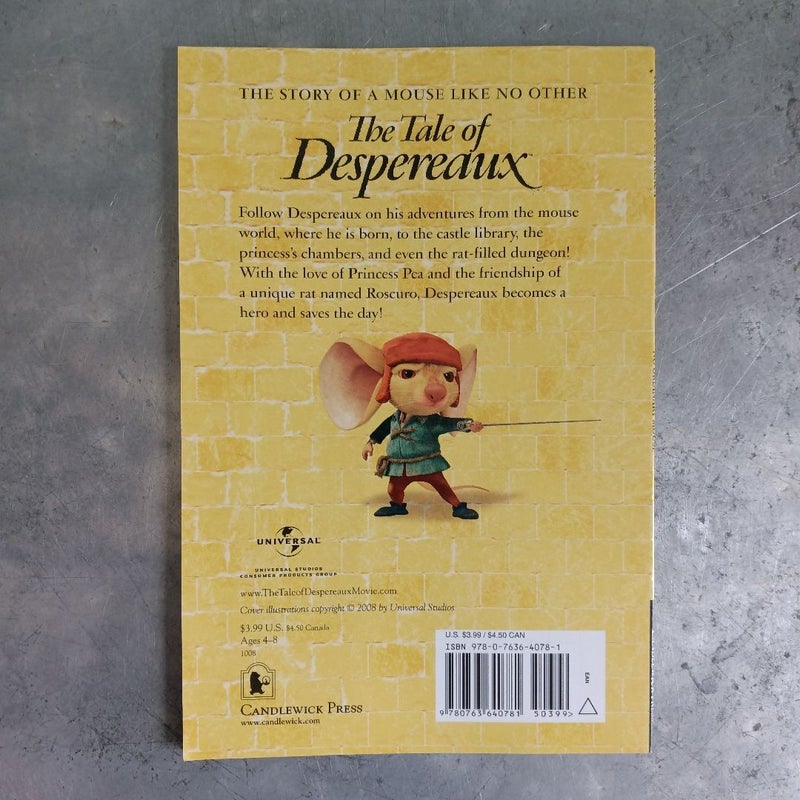 THE STORY OF A MOUSE LIKE NO OTHER
The Tale of
Despereaux
Follow Despereaux on his adventures from the mouse
world, where he is born, to the castle library, the
princess's chambers, and even the rat-filled dungeon!
With the love of Princess Pea and the friendship of
a unique rat named Roscuro, Despereaux becomes a
hero and saves the day!
UNIVERSAL
UNIVERSAL STUDIOS
CONSUMER PRODUCTS GROUP
www.TheTaleofDespereauxMovie.com
Cover illustrations copyright © 2008 by Universal Studios
$3.99 U.S. $4.50 Canada
Ages 4–8
1008
CANDLEWICK PRESS
www.candlewick.com
U.S. $3.99 / $4.50 CAN
ISBN 978-0-7636-4078-1
EAN
9 780763 640781 50399>